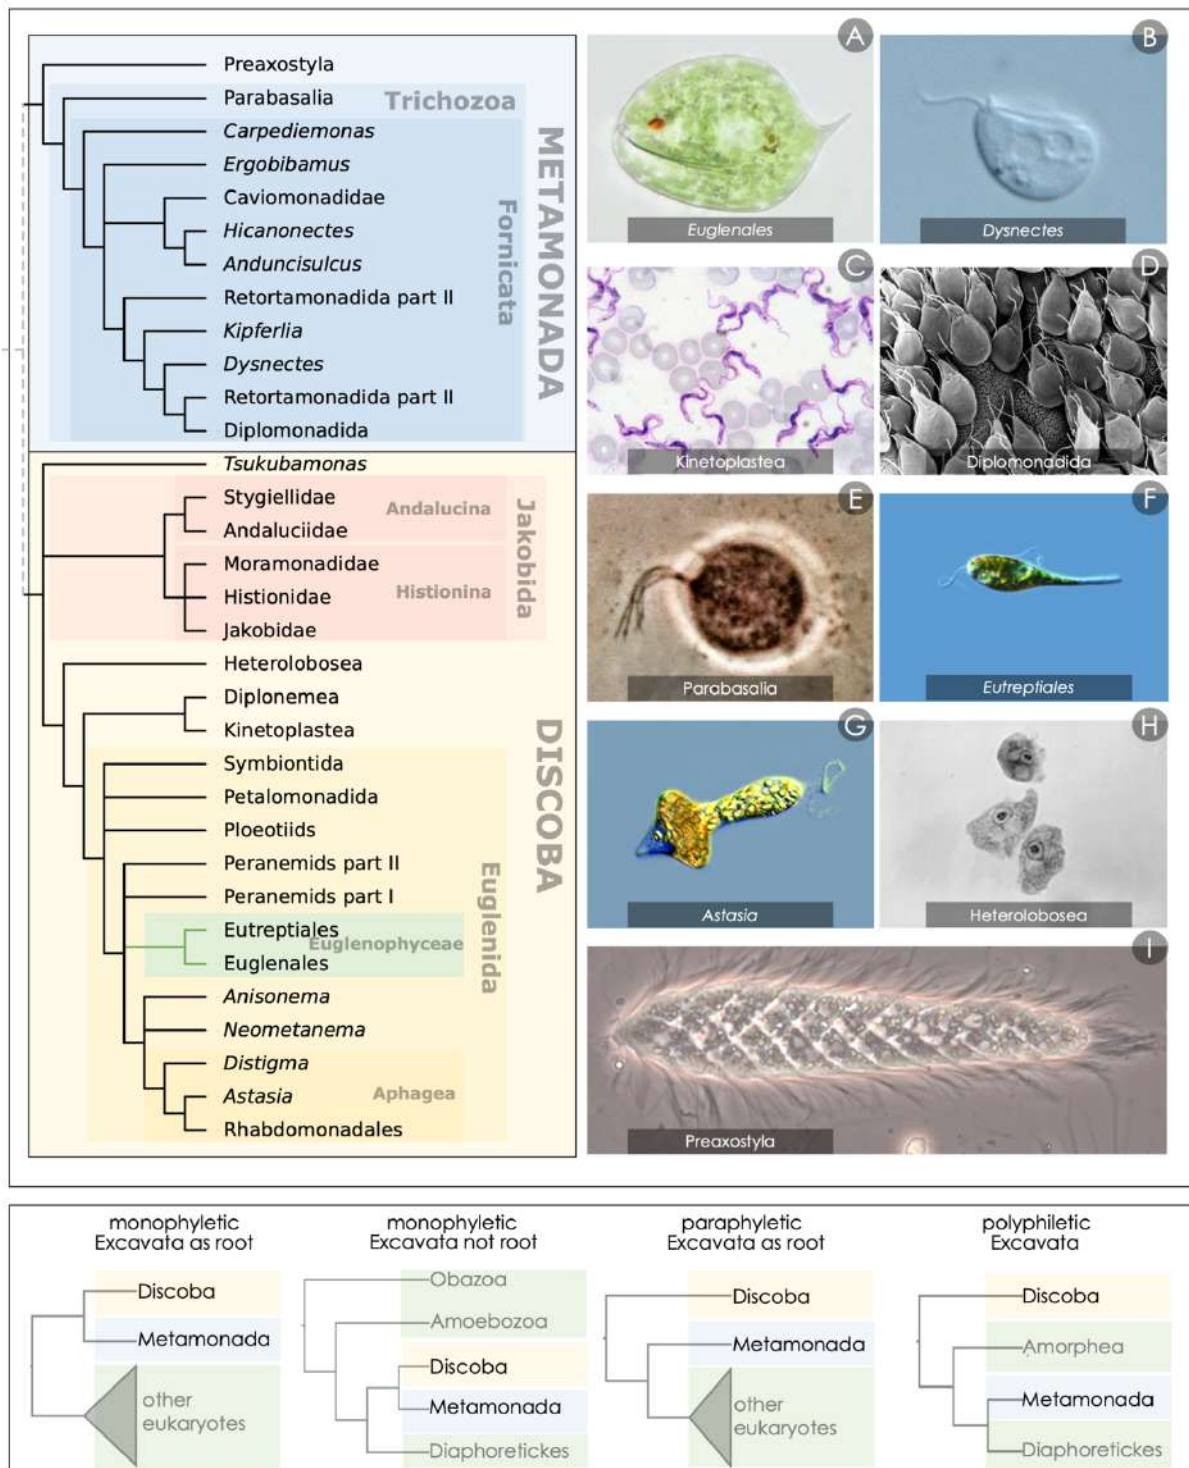 Preaxostyla
Parabasalia
Trichozoa
Carpediemonas
Ergobibamus
Caviomonadidae
Hicanonectes
Anduncisulcus
Retortamonadida part II
Kipferlia
Dysnectes
Retortamonadida part II
Diplomonadida
Fornicata
METAMONADA
Tsukubamonas
Stygiellidae
Andalucina
Andaluciidae
Moramonadidae
Histionidae
Histionina
Jakobidae
Jakobida
Heterolobosea
Diplonemea
Kinetoplastea
Symbiontida
Petalomonadida
Ploeotiids
Peranemids part II
Peranemids part I
Eutreptiales
Euglenophyceae
Euglenales
Anisonema
Neometanema
Distigma
Astasia
Aphagea
Rhabdomonadales
Euglenida
DISCOBA
A
Euglenales
B
Dysnectes
C
Kinetoplastea
D
Diplomonadida
E
Parabasalia
F
Eutreptiales
G
Astasia
H
Heterolobosea
I
Preaxostyla
monophyletic
Excavata as root
Discoba
Metamonada
other
eukaryotes
monophyletic
Excavata not root
Obazoa
Amoebozoa
Discoba
Metamonada
Diaphoretickes
paraphyletic
Excavata as root
Discoba
Metamonada
other
eukaryotes
polyphiletic
Excavata
Discoba
Amorphea
Metamonada
Diaphoretickes